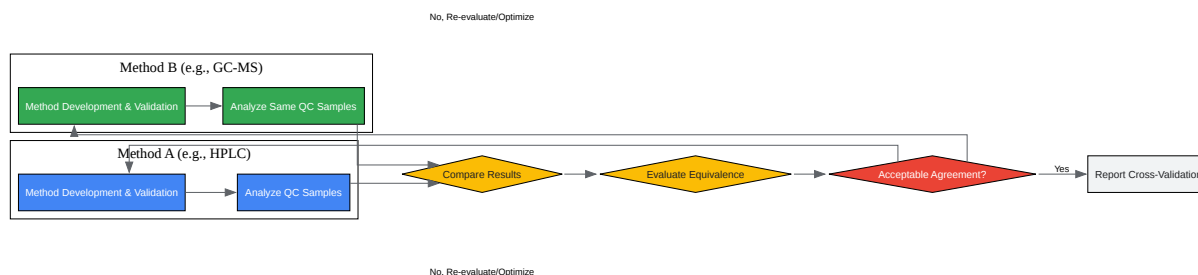 No, Re-evaluate/Optimize
Method B (e.g., GC-MS)
Method Development & Validation
Analyze Same QC Samples
Method A (e.g., HPLC)
Method Development & Validation
Analyze QC Samples
Compare Results
Evaluate Equivalence
Acceptable Agreement?
Yes
Report Cross-Validation
No, Re-evaluate/Optimize